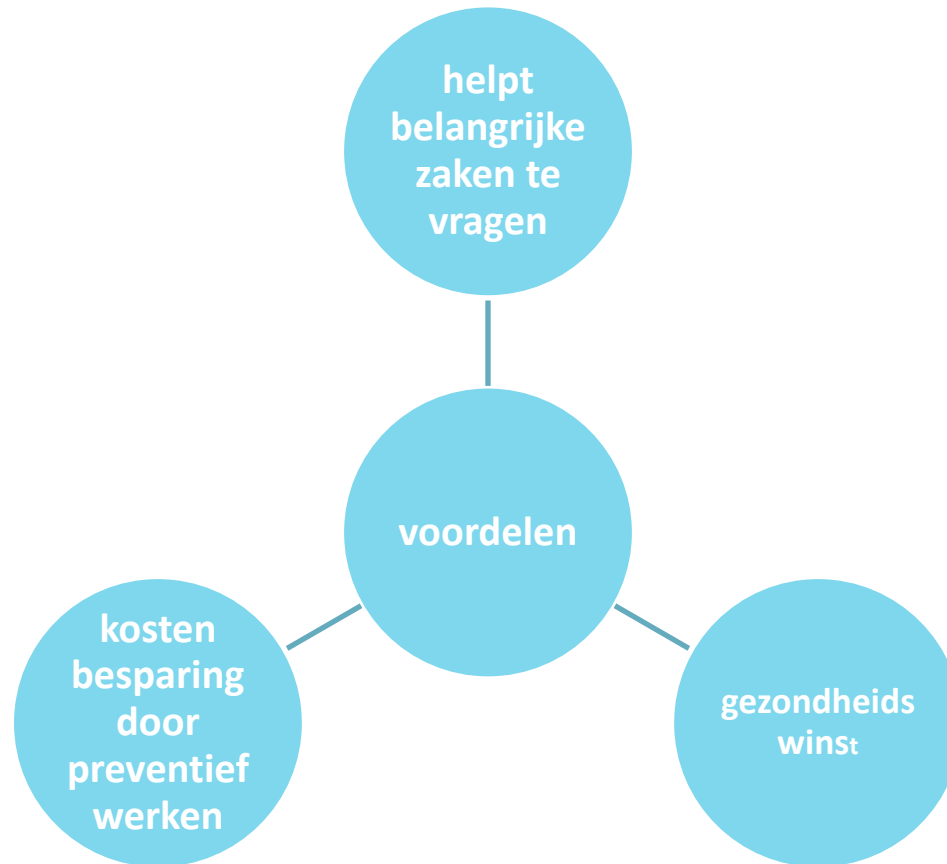 helpt
belangrijke
zaken te
vragen
voordelen
kosten
besparing
door
preventief
werken
gezondheids
winst